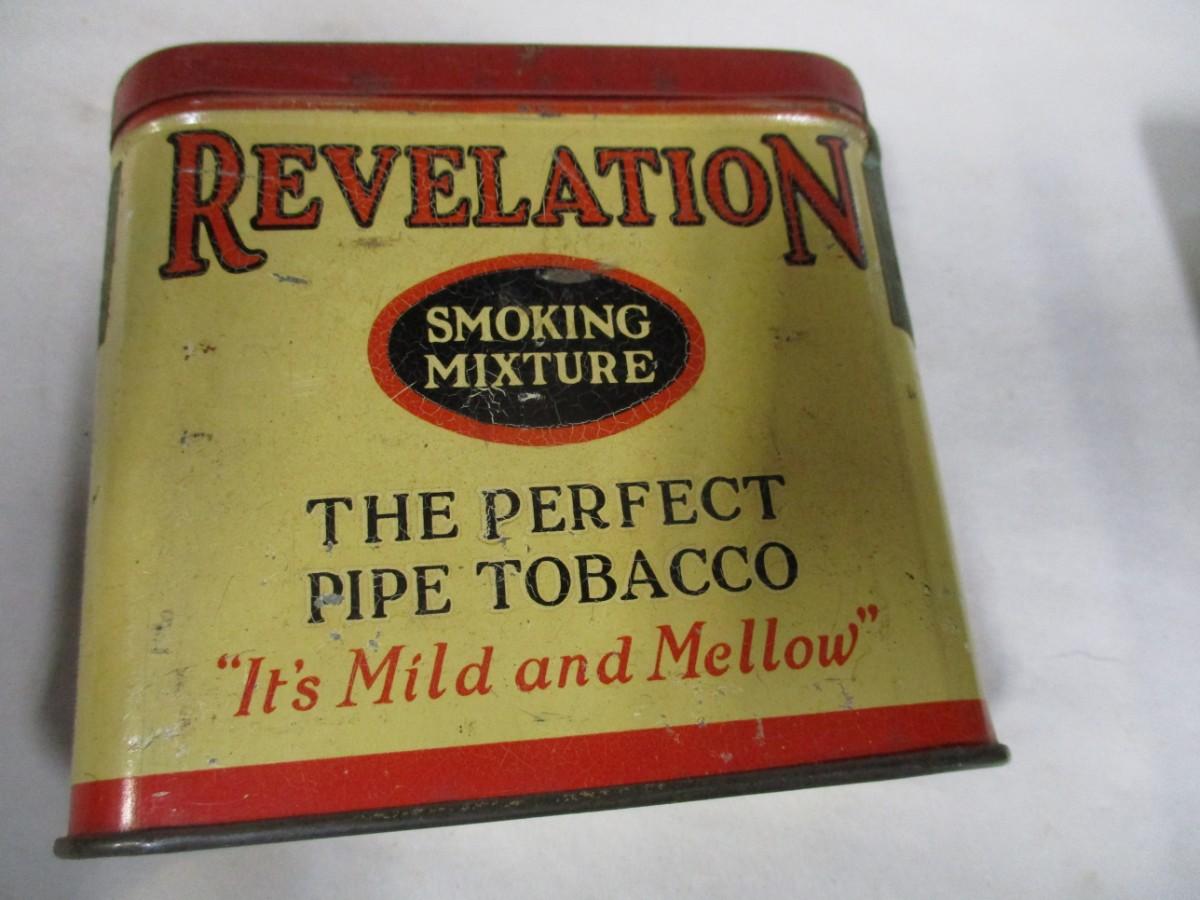 REVELATION
SMOKING
MIXTURE
THE PERFECT
PIPE TOBACCO
"It's Mild and Mellow"